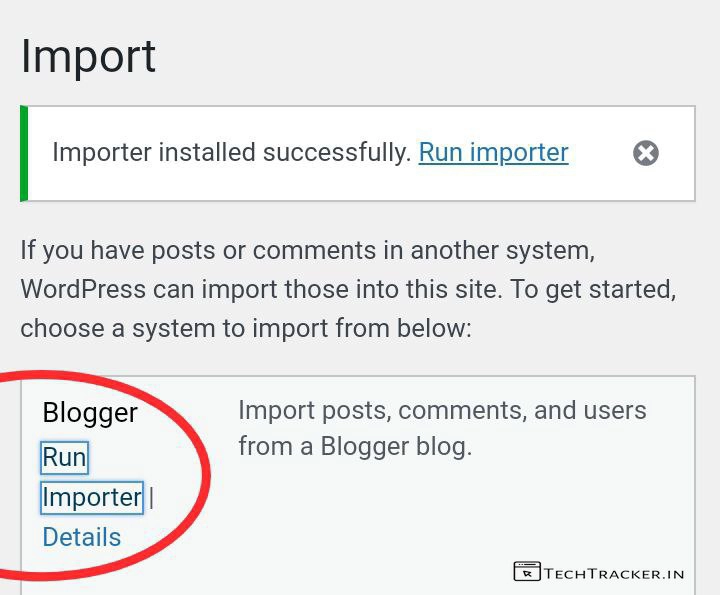 Import
Importer installed successfully. Run importer
If you have posts or comments in another system,
WordPress can import those into this site. To get started,
choose a system to import from below:
Blogger
Run
Importer |
Details
Import posts, comments, and users
from a Blogger blog.
TECHTRACKER.IN